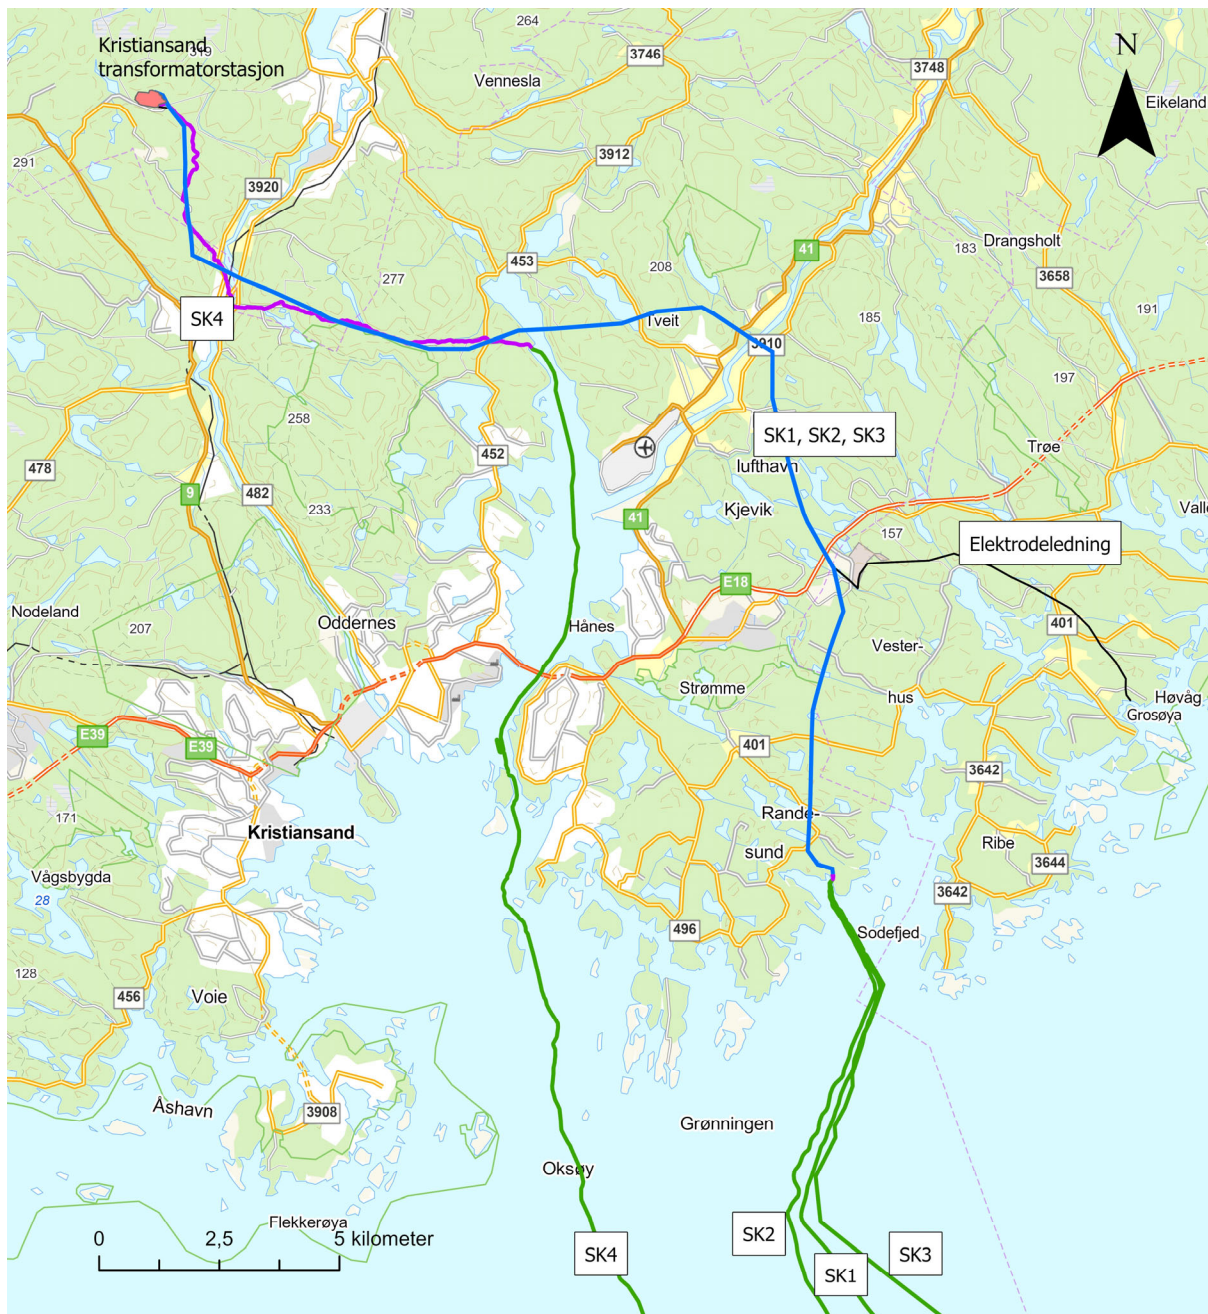 264
3746
3748
N
Kristiansand
319
transformatorstasjon
Vennesla
Eikeland
291
3912
3920
41
Drangsholt
183
453
208
277
3658
191
SK4
Tveit
185
3910
197
258
SK1, SK2, SK3
478
452
lufthavn
Trøe
9
482
233
41
Kjevik
157
Valle
Elektrodeledning
E18
Nodeland
207
Oddernes
Hånes
401
Vester-
Strømme
hus
Høvåg
Grosøya
E39
E39
401
3642
171
Kristiansand
Rande-
sund
Ribe
3644
Vågsbygda
28
3642
496
Sodefjed
128
456
Voie
Åshavn
3908
Grønningen
Oksøy
Flekkerøya
0
2,5
5 kilometer
SK2
SK4
SK3
SK1